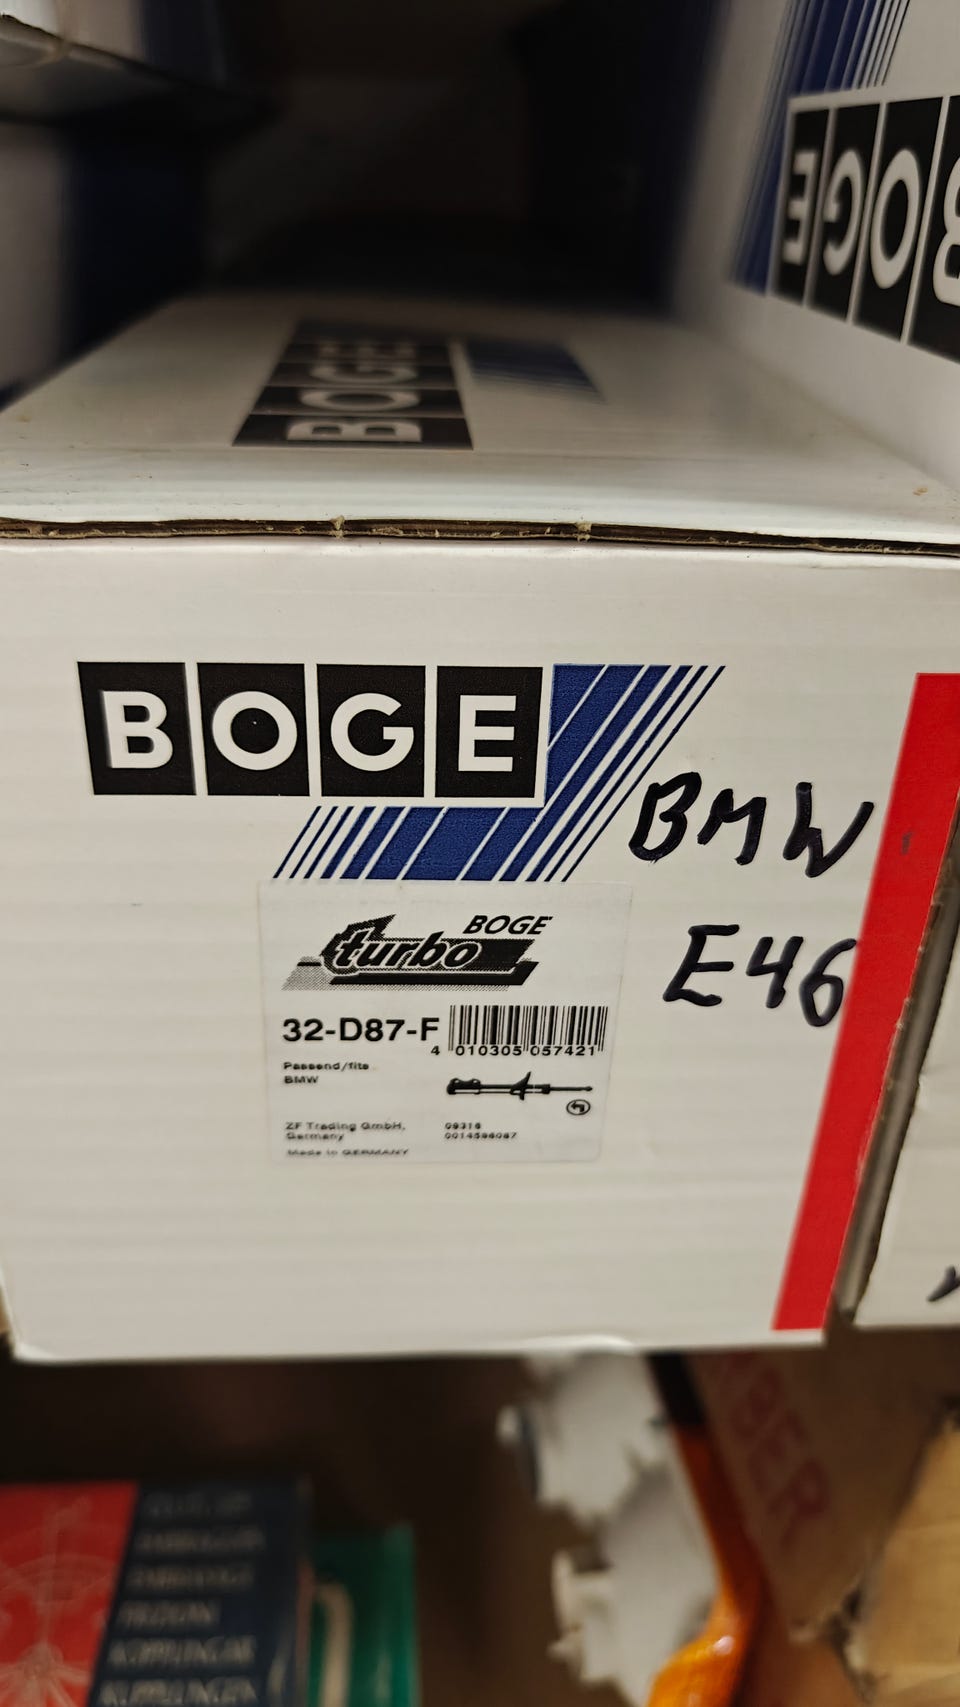 BOGE
BOGE
BOGE
BMW
E46
BOGE
turbo
32-D87-F
4 010305 057421
Passend/fits
BMW
ZF Trading GmbH,
Germany
Made in GERMANY
09316